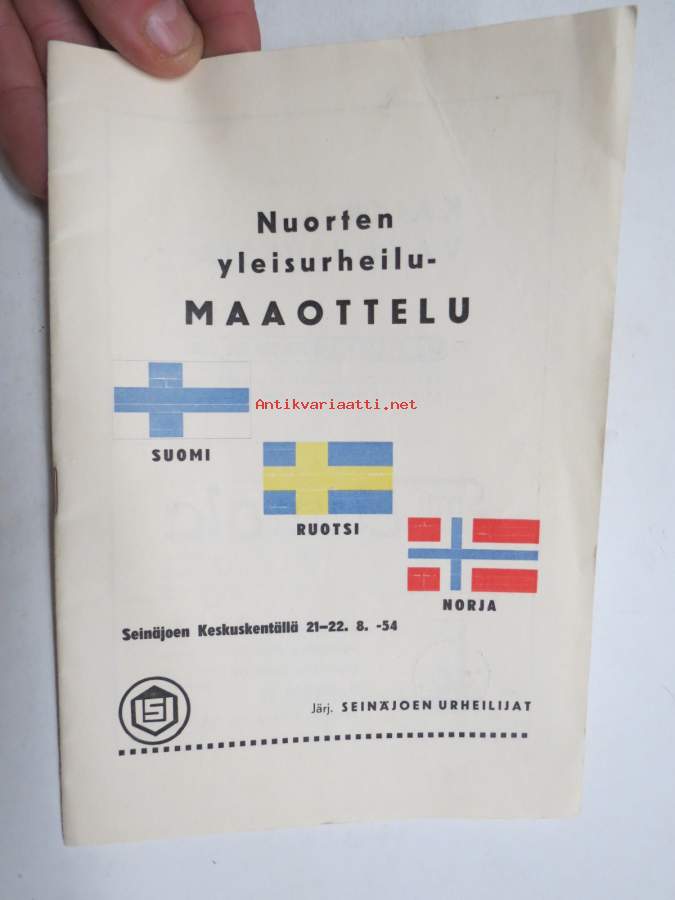 Nuorten
yleisurheilu-
MAAOTTELU
Antikvariaatti.net
SUOMI
RUOTSI
NORJA
Seinäjoen Keskuskentällä 21–22. 8. -54
Järj. SEINÄJOEN URHEILIJAT